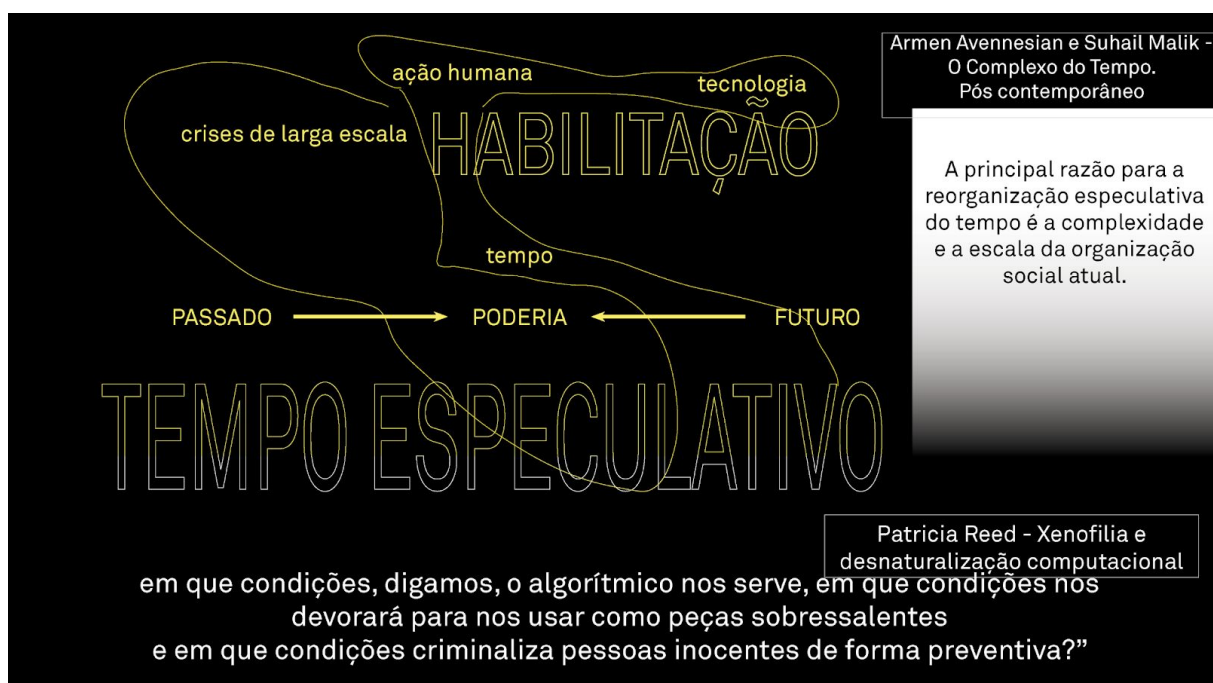 ação humana
tecnologia
crises de larga escala
HABILITAÇÃO
tempo
PASSADO
PODERIA
FUTURO
TEMPO ESPECULATIVO
Armen Avennesian e Suhail Malik -
O Complexo do Tempo.
Pós contemporâneo
A principal razão para a
reorganização especulativa
do tempo é a complexidade
e a escala da organização
social atual.
Patricia Reed - Xenofilia e
desnaturalização computacional
em que condições, digamos, o algorítmico nos serve, em que condições nos
devorará para nos usar como peças sobressalentes
e em que condições criminaliza pessoas inocentes de forma preventiva?”